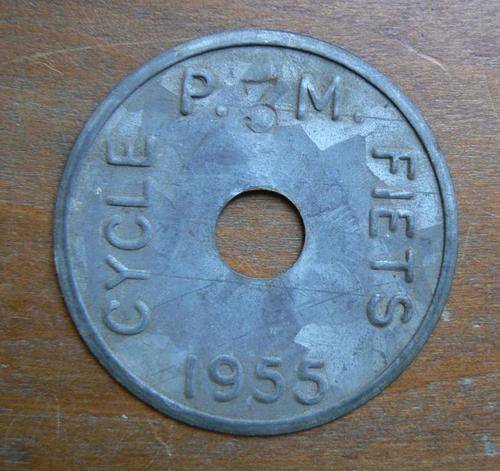 P. 3 M.
CYCLE
FIETS
1955